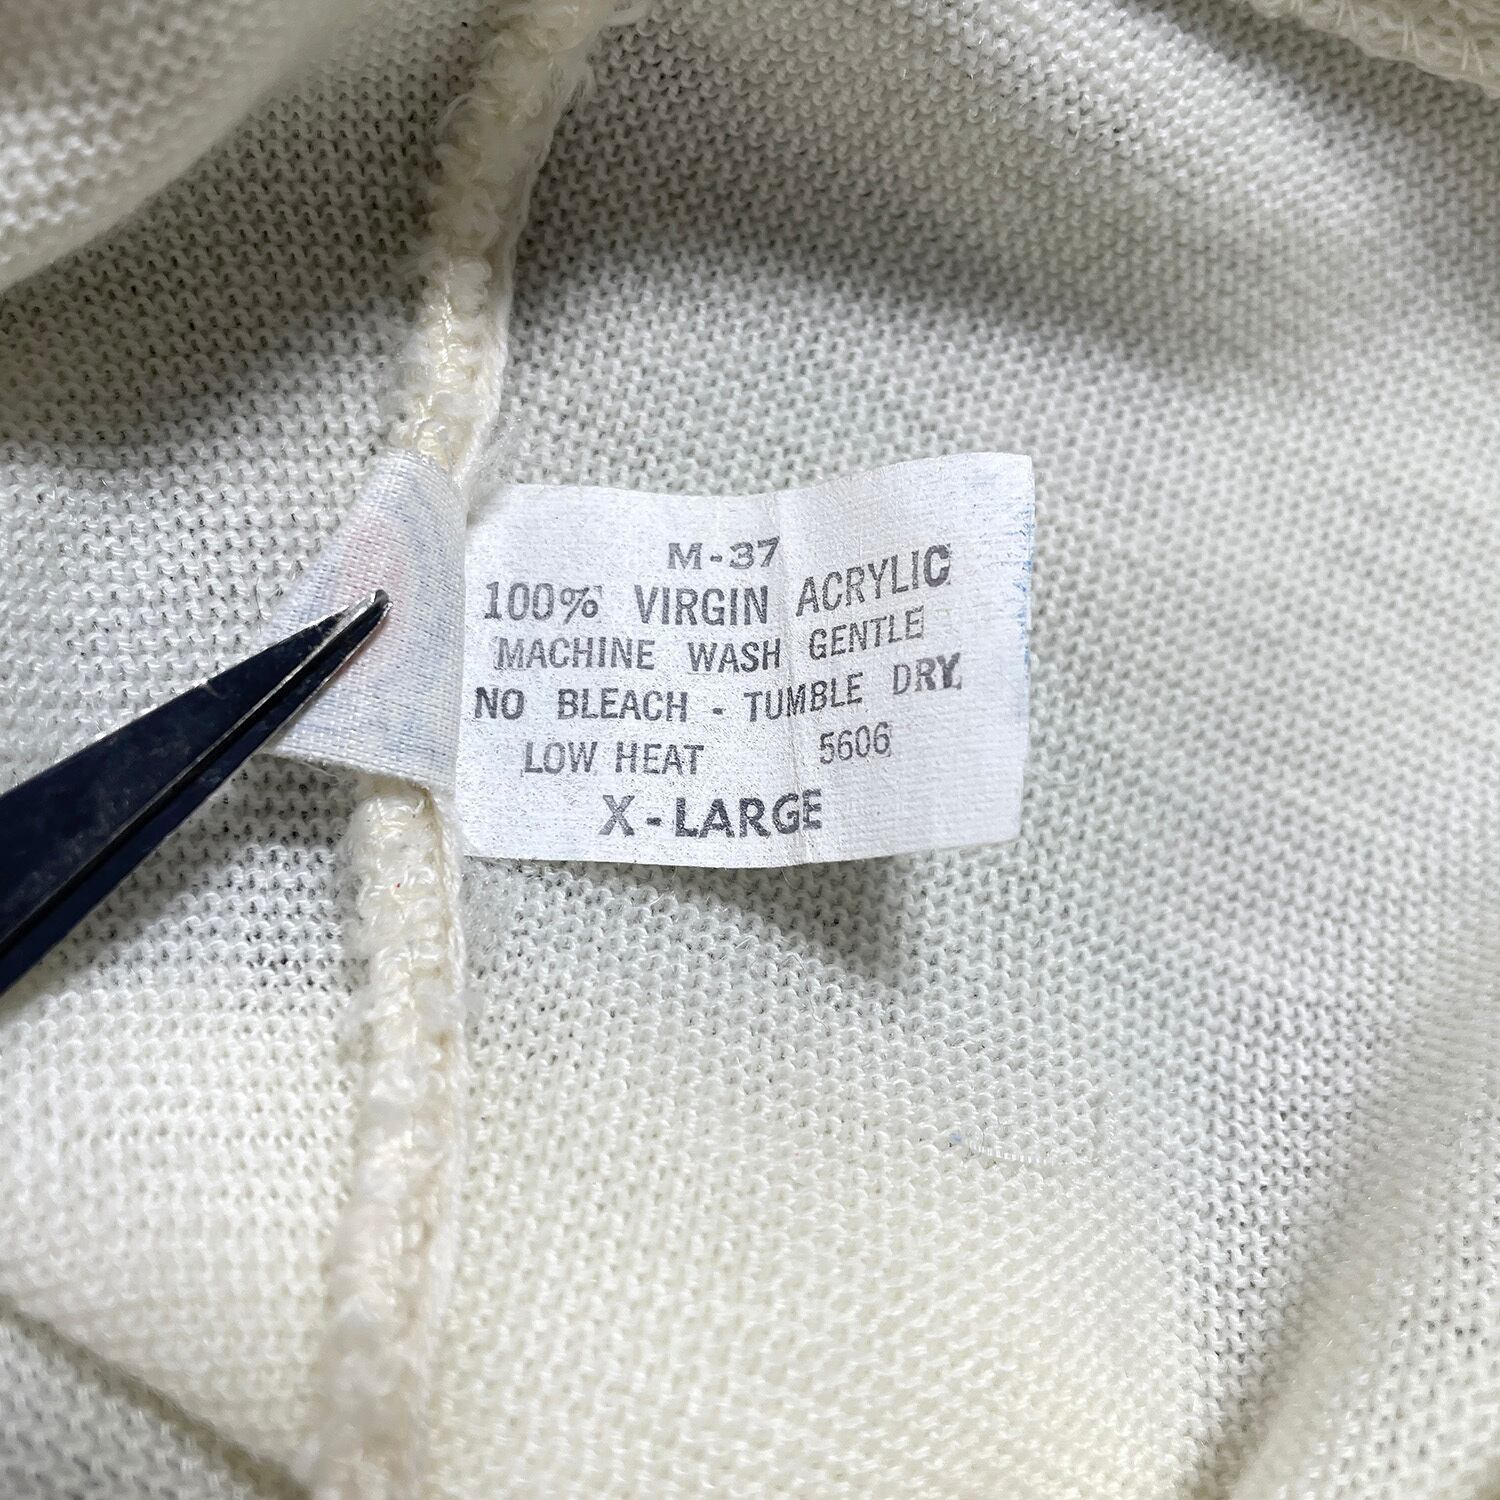 M-37
100% VIRGIN ACRYLIC
MACHINE WASH GENTLE
NO BLEACH - TUMBLE DRY
LOW HEAT 5606
X-LARGE